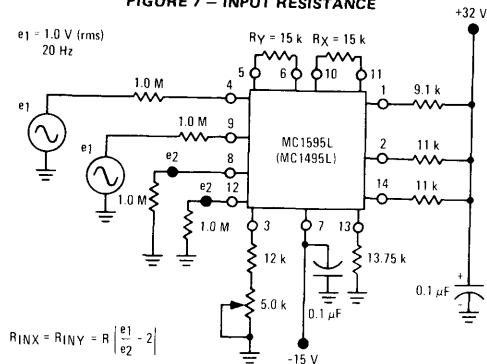 FIGURE 7 – INPUT RESISTANCE
+32 V
e1 = 1.0 V (rms)
20 Hz
RY = 15 k
RX = 15 k
5
6
10
11
1.0 M
4
1
9.1 k
e1
1.0 M
9
MC1595L
(MC1495L)
2
11 k
e1
e2
8
1.0 M
e2
12
14
11 k
1.0 M
3
7
13
12 k
13.75 k
5.0 k
0.1 µF
+
0.1 µF
-
RINX = RINY = R | e1/e2 - 2 |
-15 V